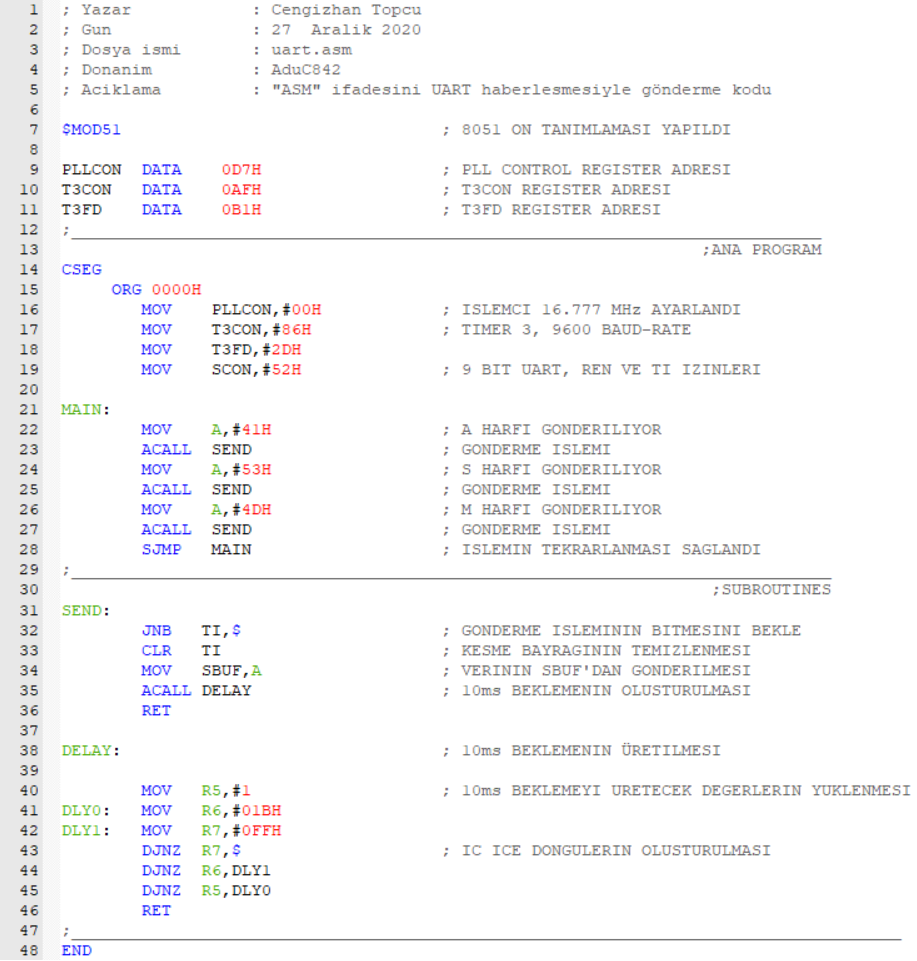 1 ; Yazar : Cengizhan Topcu
2 ; Gun : 27 Aralik 2020
3 ; Dosya ismi : uart.asm
4 ; Donanim : AduC842
5 ; Aciklama : "ASM" ifadesini UART haberlesmesiyle gönderme kodu
6
7 $MOD51 ; 8051 ON TANIMLAMASI YAPILDI
8
9 PLLCON DATA 0D7H ; PLL CONTROL REGISTER ADRESI
10 T3CON DATA 0AFH ; T3CON REGISTER ADRESI
11 T3FD DATA 0B1H ; T3FD REGISTER ADRESI
12 ;____________________________________________________________________________
13 ;ANA PROGRAM
14 CSEG
15 ORG 0000H
16 MOV PLLCON,#00H ; ISLEMCI 16.777 MHz AYARLANDI
17 MOV T3CON,#86H ; TIMER 3, 9600 BAUD-RATE
18 MOV T3FD,#2DH
19 MOV SCON,#52H ; 9 BIT UART, REN VE TI IZINLERI
20
21 MAIN:
22 MOV A,#41H ; A HARFI GONDERILIYOR
23 ACALL SEND ; GONDERME ISLEMI
24 MOV A,#53H ; S HARFI GONDERILIYOR
25 ACALL SEND ; GONDERME ISLEMI
26 MOV A,#4DH ; M HARFI GONDERILIYOR
27 ACALL SEND ; GONDERME ISLEMI
28 SJMP MAIN ; ISLEMIN TEKRARLANMASI SAGLANDI
29 ;_____________________________________________________________________________
30 ;SUBROUTINES
31 SEND:
32 JNB TI,$ ; GONDERME ISLEMININ BITMESINI BEKLE
33 CLR TI ; KESME BAYRAGININ TEMIZLENMESI
34 MOV SBUF,A ; VERININ SBUF'DAN GONDERILMESI
35 ACALL DELAY ; 10ms BEKLEMENIN OLUSTURULMASI
36 RET
37
38 DELAY: ; 10ms BEKLEMENIN ÜRETILMESI
39
40 MOV R5,#1 ; 10ms BEKLEMEYI URETECEK DEGERLERIN YUKLENMESI
41 DLY0: MOV R6,#01BH
42 DLY1: MOV R7,#0FFH
43 DJNZ R7,$ ; IC ICE DONGULERIN OLUSTURULMASI
44 DJNZ R6,DLY1
45 DJNZ R5,DLY0
46 RET
47 ;____________________________________________________________________________________
48 END